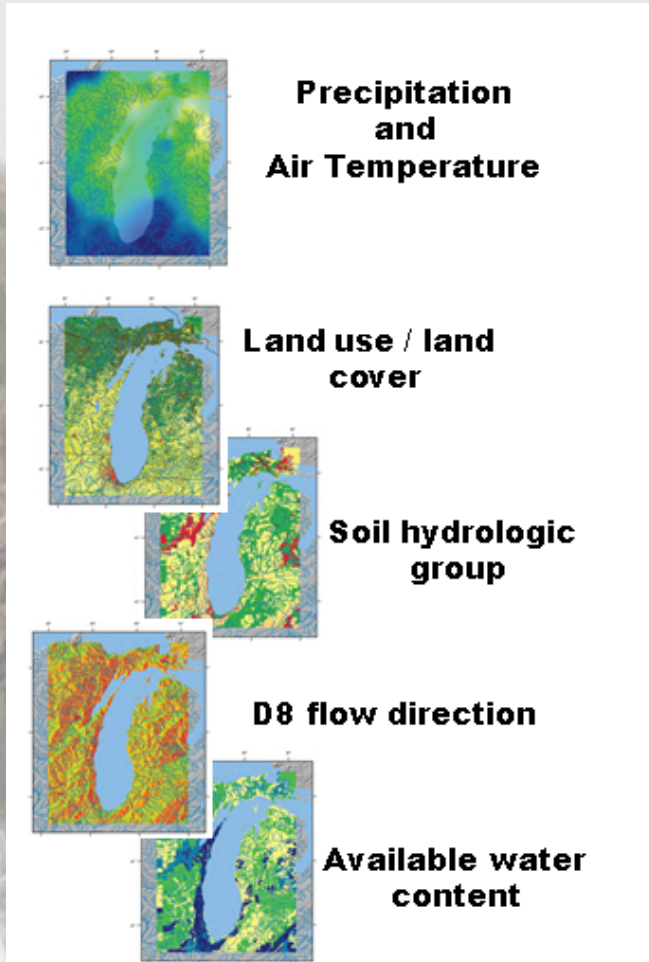 Precipitation
and
Air Temperature
Land use / land
cover
Soil hydrologic
group
D8 flow direction
Available water
content